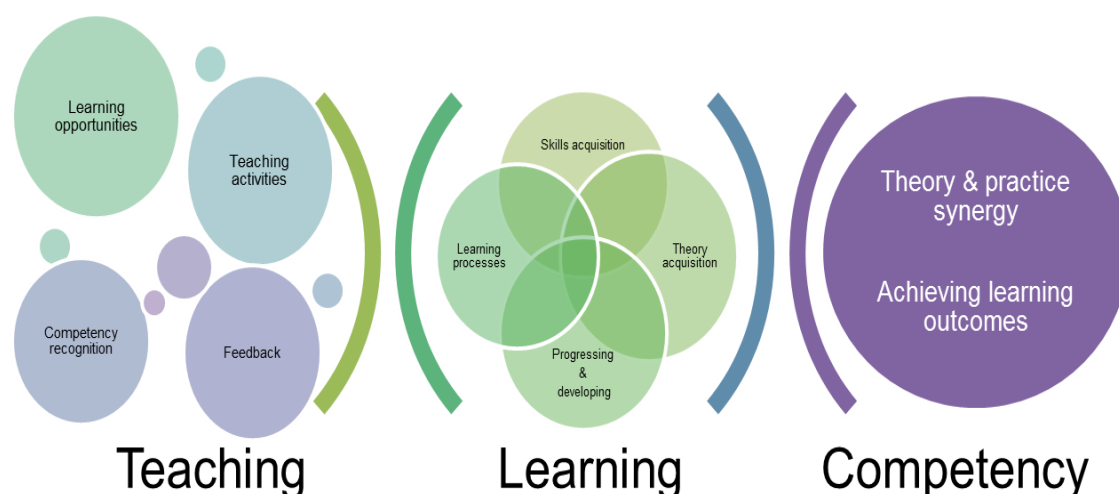 Learning
opportunities
Teaching
activities
Competency
recognition
Feedback
Teaching
Skills acquisition
Learning
processes
Theory
acquisition
Progressing
&
developing
Learning
Theory & practice
synergy
Achieving learning
outcomes
Competency